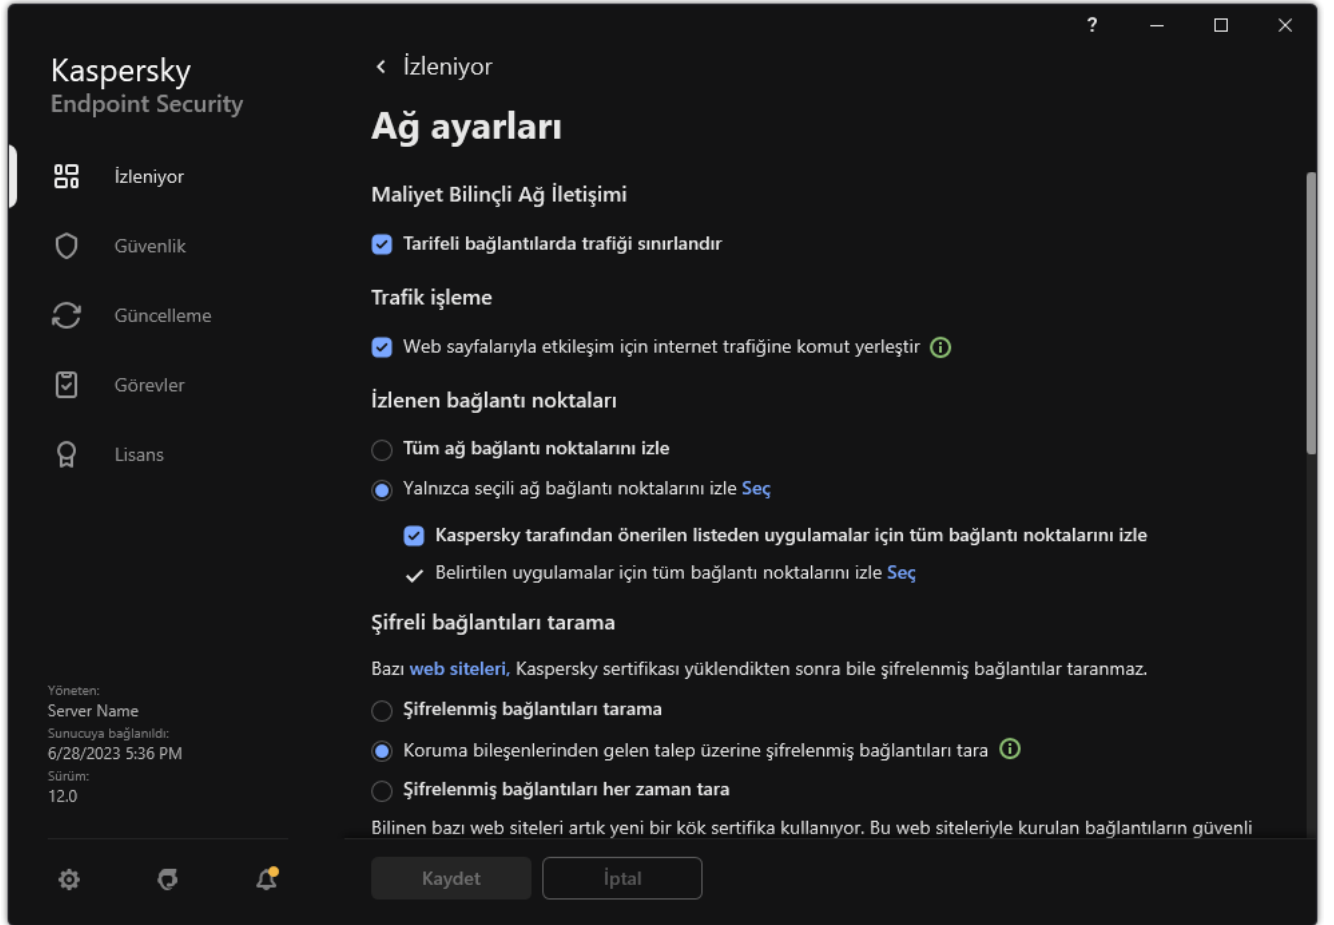 ?
Kaspersky
Endpoint Security
İzleniyor
Güvenlik
Güncelleme
Görevler
Lisans
Yöneten:
Server Name
Sunucuya bağlanıldı:
6/28/2023 5:36 PM
Sürüm:
12.0
İzleniyor
Ağ ayarları
Maliyet Bilinçli Ağ İletişimi
Tarifeli bağlantılarda trafiği sınırlandır
Trafik işleme
Web sayfalarıyla etkileşim için internet trafiğine komut yerleştir
İzlenen bağlantı noktaları
Tüm ağ bağlantı noktalarını izle
Yalnızca seçili ağ bağlantı noktalarını izle Seç
Kaspersky tarafından önerilen listeden uygulamalar için tüm bağlantı noktalarını izle
Belirtilen uygulamalar için tüm bağlantı noktalarını izle Seç
Şifreli bağlantıları tarama
Bazı web siteleri, Kaspersky sertifikası yüklendikten sonra bile şifrelenmiş bağlantılar taranmaz.
Şifrelenmiş bağlantıları tarama
Koruma bileşenlerinden gelen talep üzerine şifrelenmiş bağlantıları tara
Şifrelenmiş bağlantıları her zaman tara
Bilinen bazı web siteleri artık yeni bir kök sertifika kullanıyor. Bu web siteleriyle kurulan bağlantıların güvenli
Kaydet
İptal